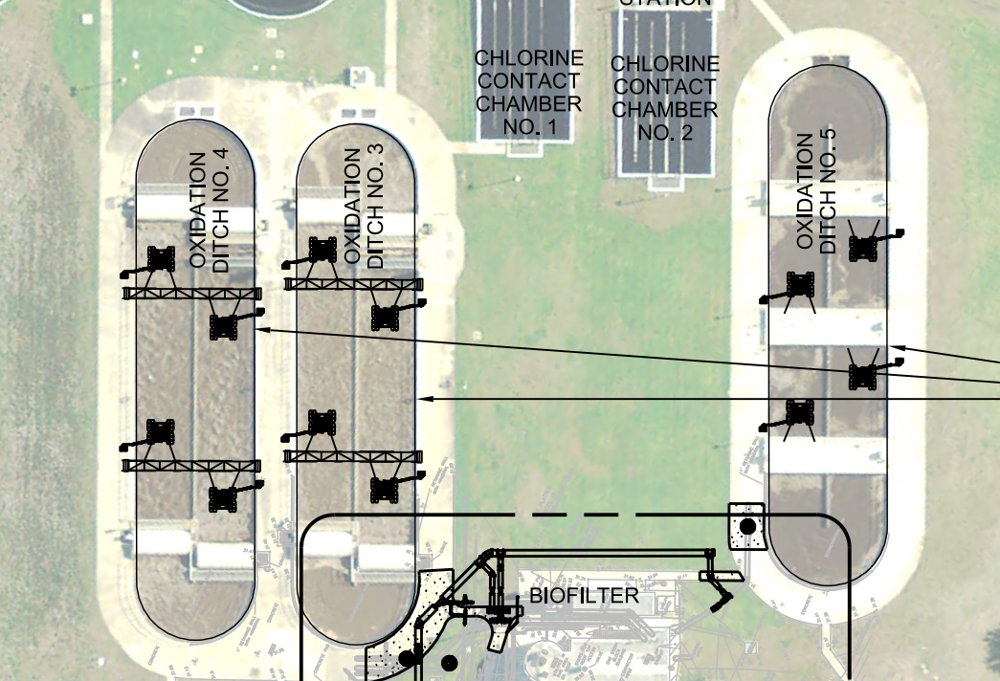 STATION
CHLORINE
CONTACT
CHAMBER
NO. 1
CHLORINE
CONTACT
CHAMBER
NO. 2
OXIDATION
DITCH NO. 4
OXIDATION
DITCH NO. 3
OXIDATION
DITCH NO. 5
BIOFILTER